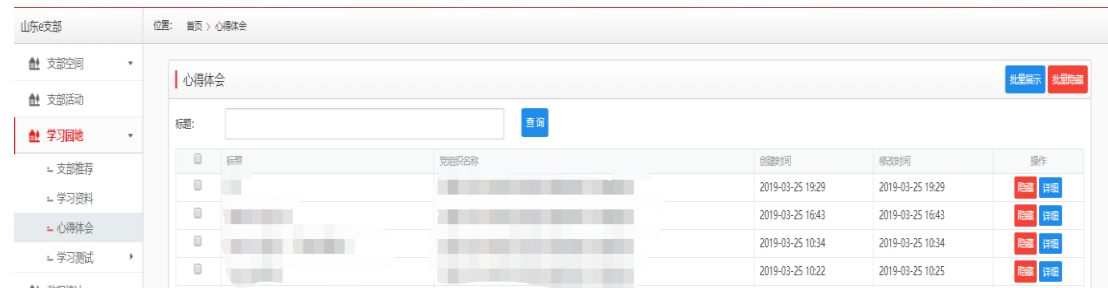 山东e支部
位置： 首页 > 心得体会
支部空间
支部活动
学习园地
支部推荐
学习资料
心得体会
学习测试
心得体会
批量展示 批量隐藏
标题：
查询
标题 党组织名称 创建时间 修改时间 操作
2019-03-25 19:29 2019-03-25 19:29 隐藏 详细
2019-03-25 16:43 2019-03-25 16:43 隐藏 详细
2019-03-25 10:34 2019-03-25 10:34 隐藏 详细
2019-03-25 10:22 2019-03-25 10:25 隐藏 详细